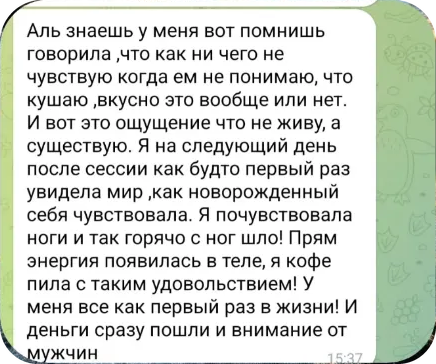 Аль знаешь у меня вот помнишь
говорила ,что как ни чего не
чувствую когда ем не понимаю, что
кушаю ,вкусно это вообще или нет.
И вот это ощущение что не живу, а
существую. Я на следующий день
после сессии как будто первый раз
увидела мир ,как новорожденный
себя чувствовала. Я почувствовала
ноги и так горячо с ног шло! Прям
энергия появилась в теле, я кофе
пила с таким удовольствием! У
меня все как первый раз в жизни! И
деньги сразу пошли и внимание от
мужчин
15:37